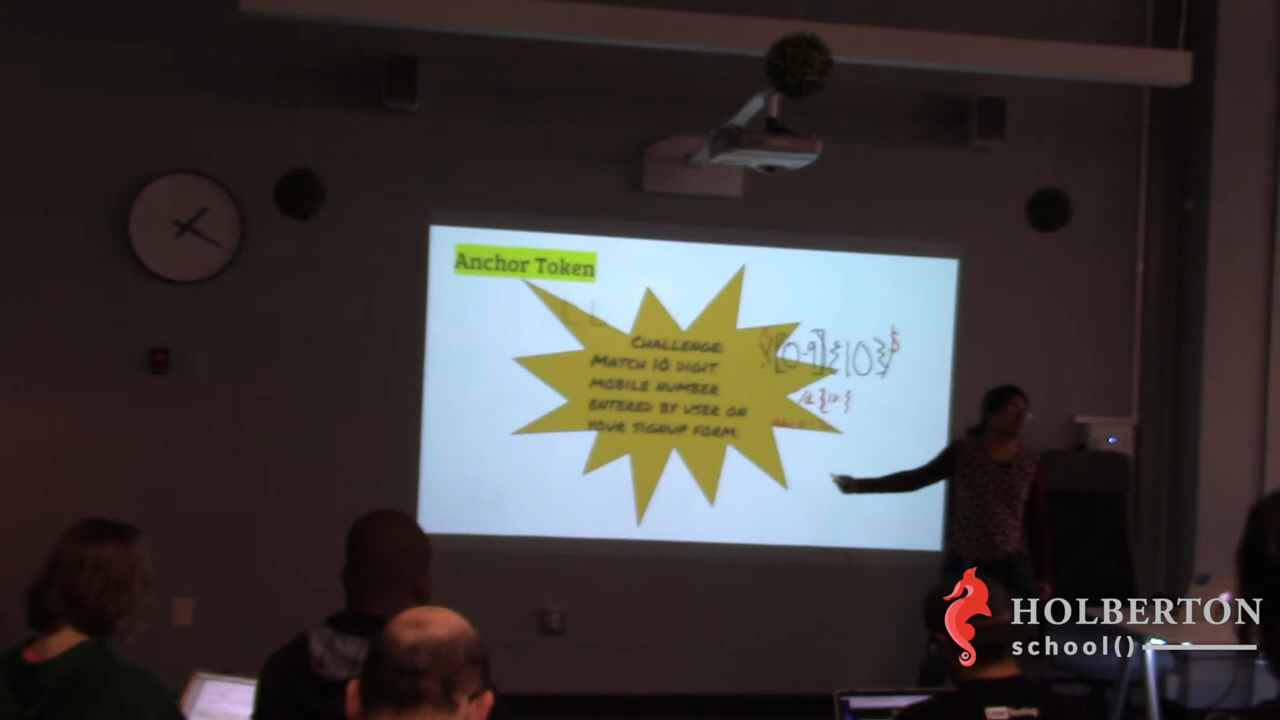 Anchor Token
CHALLENGE:
MATCH 10 DIGIT
MOBILE NUMBER
ENTERED BY USER ON
YOUR SIGNUP FORM.
[0-9]{10}
HOLBERTON
school()